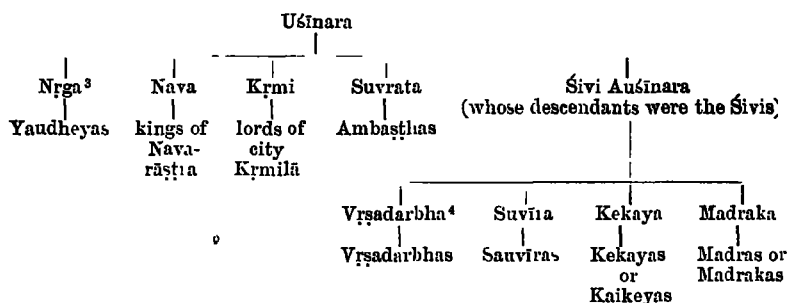 Uśīnara
Nṛga³ Nava Kṛmi Suvrata Śivi Auśīnara
(whose descendants were the Śivis)
Yaudheyas kings of lords of Ambaṣṭhas
Nava- city
rāṣṭra Kṛmilā
Vṛṣadarbha⁴ Suvīra Kekaya Madraka
Vṛṣadarbhas Sauvīras Kekayas Madras or
or Madrakas
Kaikeyas